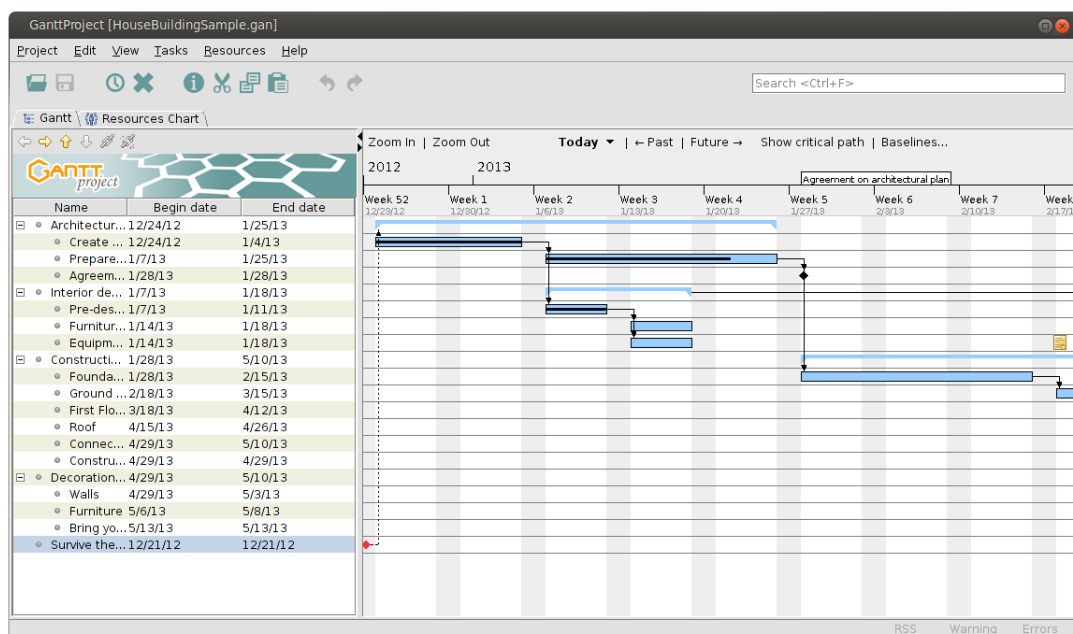 GanttProject [HouseBuildingSample.gan]
Project Edit View Tasks Resources Help
Search <Ctrl+F>
Gantt Resources Chart
Zoom In | Zoom Out Today ▾ | ← Past | Future → Show critical path | Baselines...
GANTT project
2012 2013
Agreement on architectural plan
Week 52 Week 1 Week 2 Week 3 Week 4 Week 5 Week 6 Week 7 Week
12/23/12 12/30/12 1/6/13 1/13/13 1/20/13 1/27/13 2/3/13 2/10/13 2/17/1
Name Begin date End date
Architectur... 12/24/12 1/25/13
Create ... 12/24/12 1/4/13
Prepare... 1/7/13 1/25/13
Agreem... 1/28/13 1/28/13
Interior de... 1/7/13 1/18/13
Pre-des... 1/7/13 1/11/13
Furnitur... 1/14/13 1/18/13
Equipm... 1/14/13 1/18/13
Constructi... 1/28/13 5/10/13
Founda... 1/28/13 2/15/13
Ground ... 2/18/13 3/15/13
First Flo... 3/18/13 4/12/13
Roof 4/15/13 4/26/13
Connec... 4/29/13 5/10/13
Constru... 4/29/13 4/29/13
Decoration... 4/29/13 5/10/13
Walls 4/29/13 5/3/13
Furniture 5/6/13 5/8/13
Bring yo... 5/13/13 5/13/13
Survive the... 12/21/12 12/21/12
RSS Warning Errors